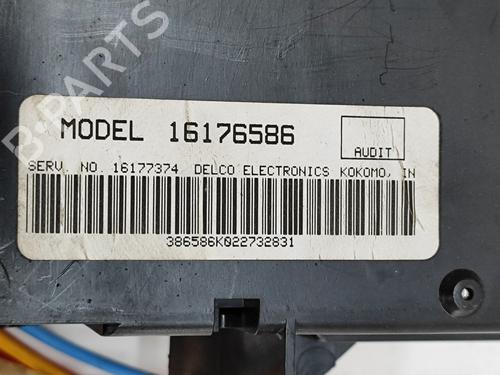 B-PARTS
MODEL 16176586
AUDIT
SERV. NO. 16177374 DELCO ELECTRONICS KOKOMO, IN
386586K022732831